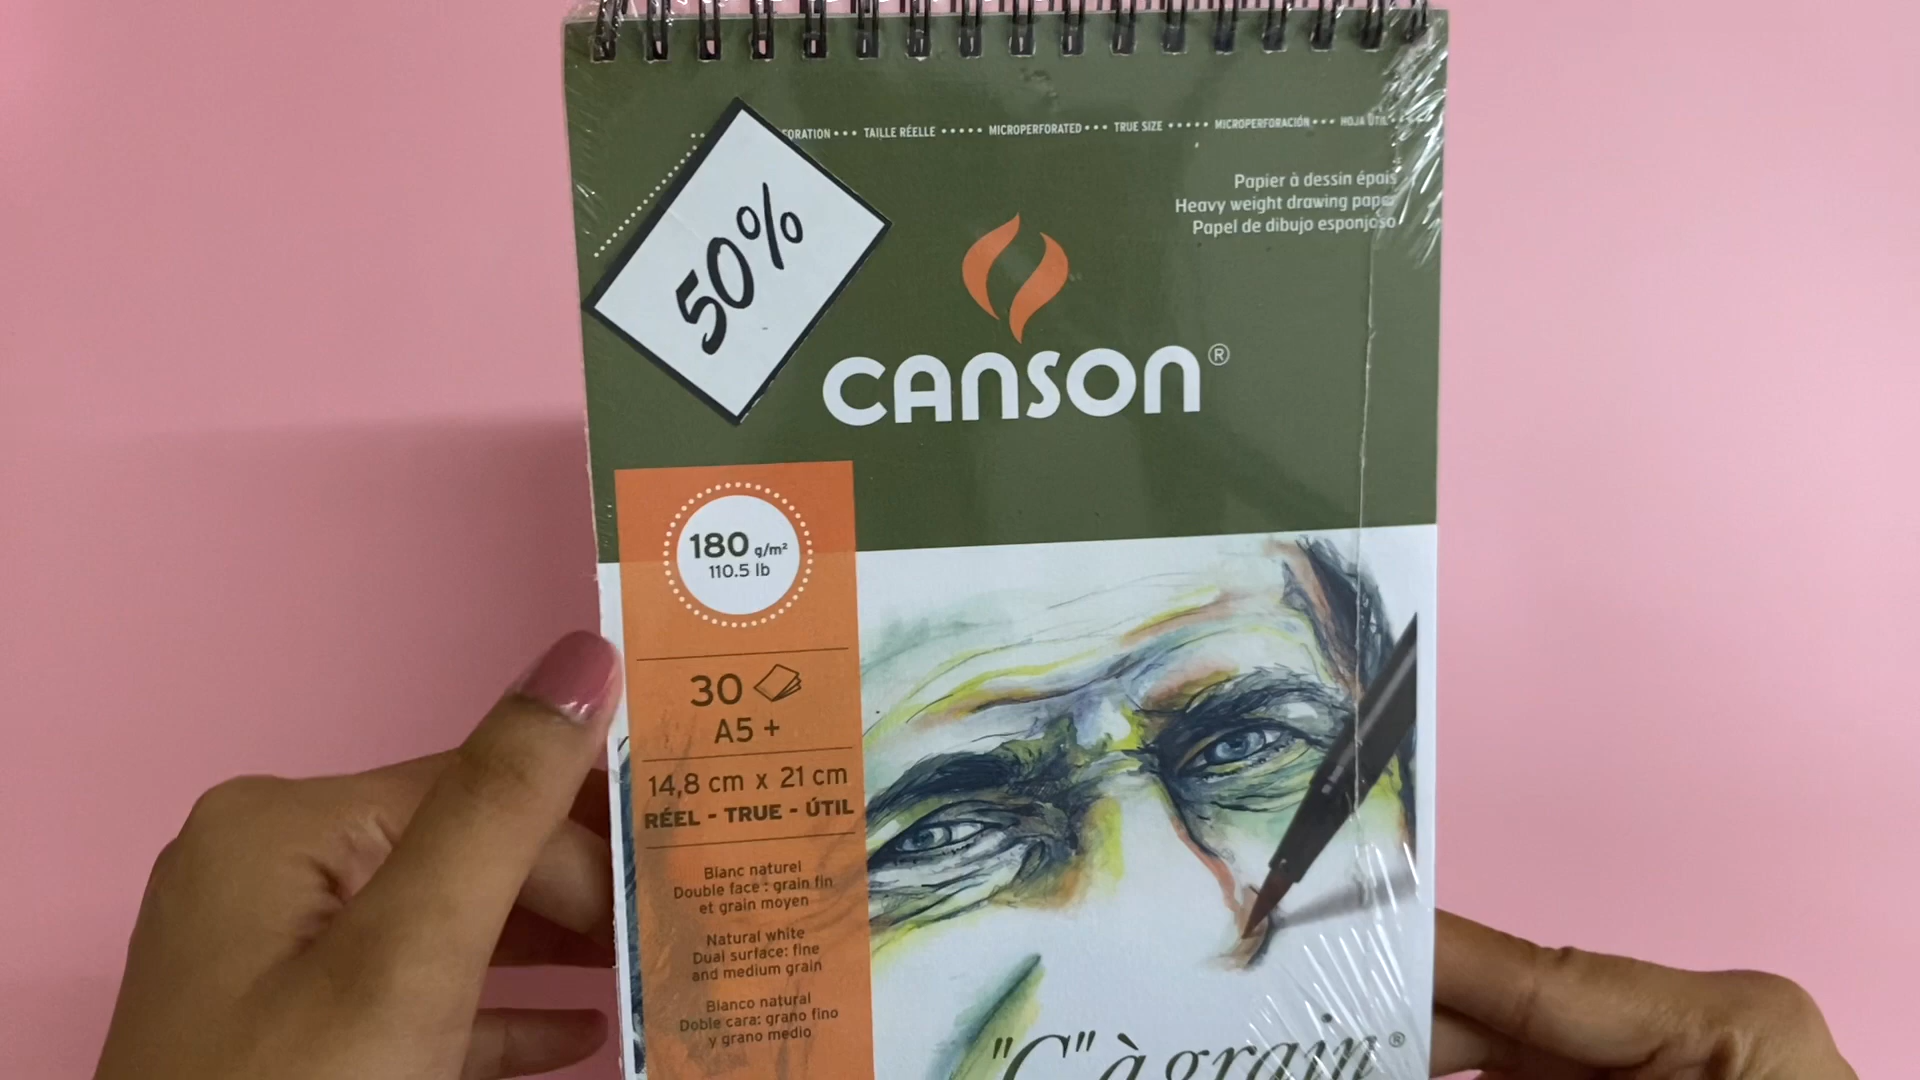 TAILLE RÉELLE ••••• MICROPERFORATED ••• TRUE SIZE ••••• MICROPERFORACIÓN ••• HOJA ÚTIL
50%
Papier à dessin épais
Heavy weight drawing paper
Papel de dibujo esponjoso
CANSON®
180 g/m²
110.5 lb
30
A5 +
14,8 cm x 21 cm
RÉEL - TRUE - ÚTIL
Blanc naturel
Double face : grain fin
et grain moyen
Natural white
Dual surface: fine
and medium grain
Blanco natural
Doble cara: grano fino
y grano medio
"C" à grain®